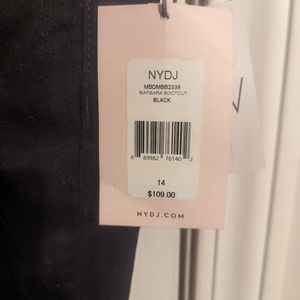 NYDJ
MBDMBB2339
BARBARA BOOTCUT
BLACK
8 89982 76140 2
14
$109.00
NYDJ.COM